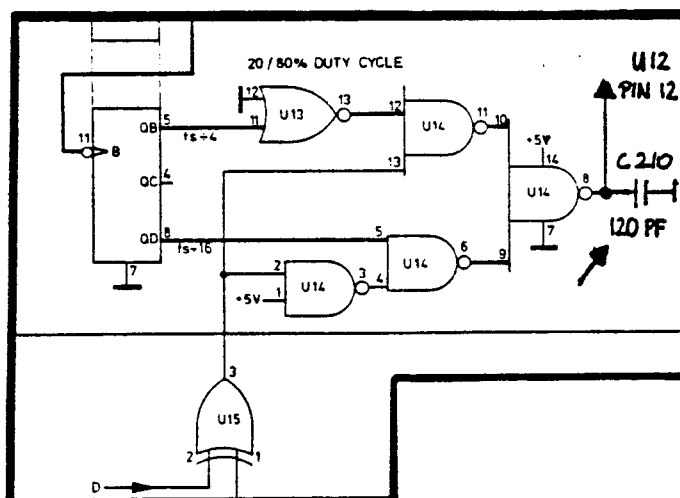 20 / 80% DUTY CYCLE
U12
PIN 12
12
13
U13
11
12
11
U14
10
13
+5V
14
C210
U14
8
7
120 PF
11
B
QB
5
fs÷4
QC
4
QD
8
fs÷16
7
5
6
U14
9
2
U14
3
4
+5V
1
3
U15
2
1
D